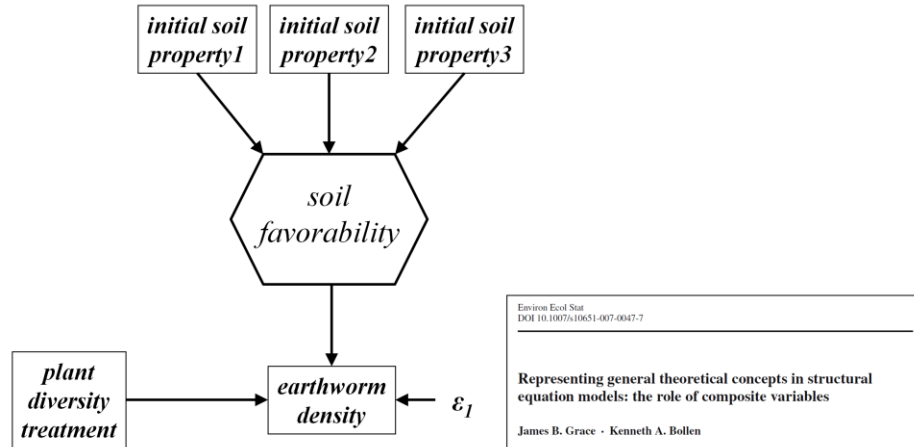 initial soil
property1
initial soil
property2
initial soil
property3
soil
favorability
plant
diversity
treatment
earthworm
density
ε1
Environ Ecol Stat
DOI 10.1007/s10651-007-0047-7
Representing general theoretical concepts in structural
equation models: the role of composite variables
James B. Grace · Kenneth A. Bollen